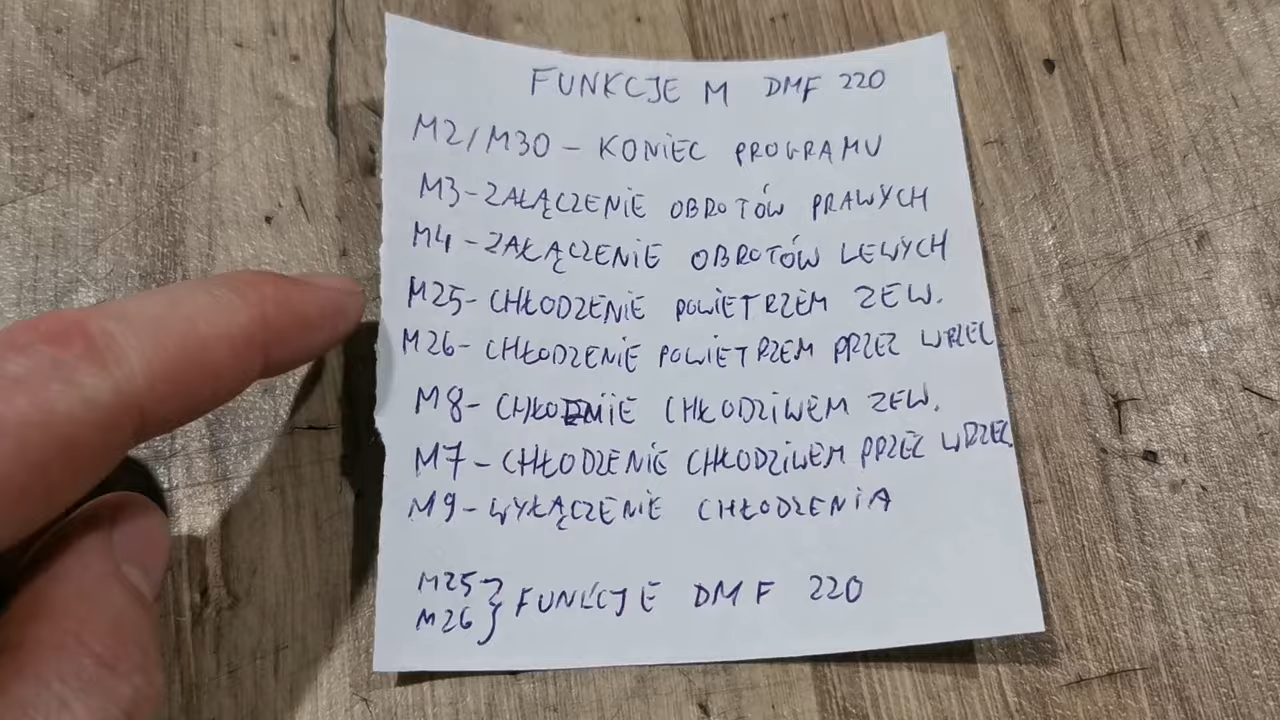 FUNKCJE M DMF 220
M2/M30 - KONIEC PROGRAMU
M3-ZAŁĄCZENIE OBROTÓW PRAWYCH
M4-ZAŁĄCZENIE OBROTÓW LEWYCH
M25-CHŁODZENIE POWIETRZEM ZEW.
M26-CHŁODZENIE POWIETRZEM PRZEZ WRZEC
M8-CHŁODZNIE CHŁODZIWEM ZEW.
M7-CHŁODZENIE CHŁODZIWEM PRZEZ WRZEC.
M9-WYŁĄCZENIE CHŁODZENIA
M25
M26 } FUNKCJE DMF 220